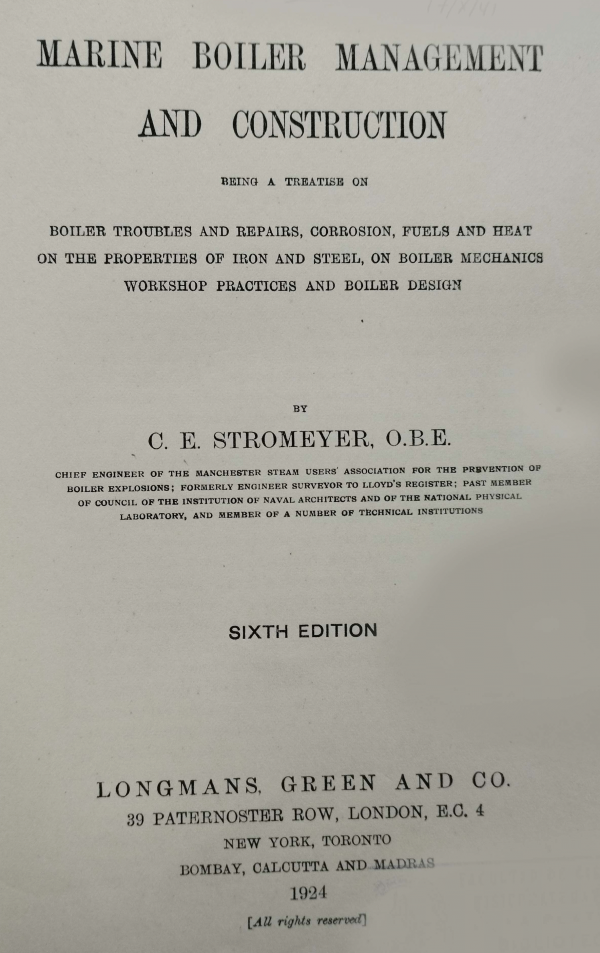 MARINE BOILER MANAGEMENT
AND CONSTRUCTION
BEING A TREATISE ON
BOILER TROUBLES AND REPAIRS, CORROSION, FUELS AND HEAT
ON THE PROPERTIES OF IRON AND STEEL, ON BOILER MECHANICS
WORKSHOP PRACTICES AND BOILER DESIGN
BY
C. E. STROMEYER, O.B.E.
CHIEF ENGINEER OF THE MANCHESTER STEAM USERS' ASSOCIATION FOR THE PREVENTION OF
BOILER EXPLOSIONS; FORMERLY ENGINEER SURVEYOR TO LLOYD'S REGISTER; PAST MEMBER
OF COUNCIL OF THE INSTITUTION OF NAVAL ARCHITECTS AND OF THE NATIONAL PHYSICAL
LABORATORY, AND MEMBER OF A NUMBER OF TECHNICAL INSTITUTIONS
SIXTH EDITION
LONGMANS, GREEN AND CO.
39 PATERNOSTER ROW, LONDON, E.C. 4
NEW YORK, TORONTO
BOMBAY, CALCUTTA AND MADRAS
1924
[All rights reserved]